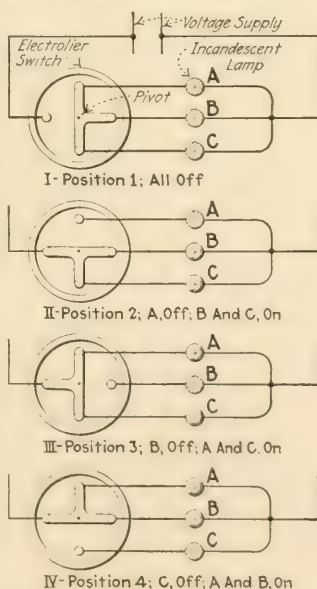 Voltage Supply
Electrolier
Switch
Incandescent
Lamp
A
Pivot
B
C
I-Position 1; All Off
A
B
C
II-Position 2; A, Off; B And C, On
A
B
C
III-Position 3; B, Off; A And C. On
A
B
C
IV-Position 4; C, Off; A And B, On